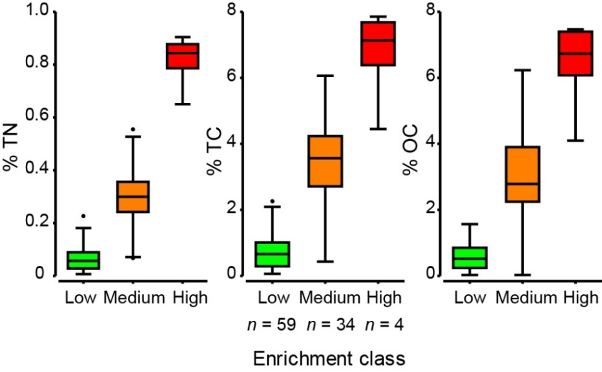 % TN
1.0
0.8
0.6
0.4
0.2
0
Low Medium High
% TC
8
6
4
2
0
Low Medium High
% OC
8
6
4
2
0
Low Medium High
n = 59 n = 34 n = 4
Enrichment class